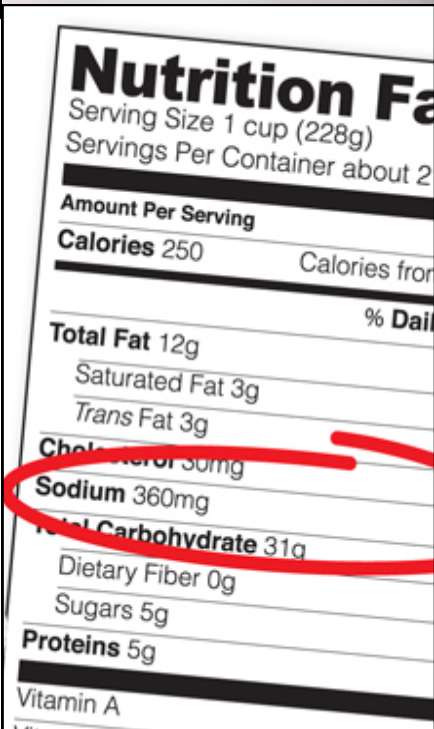 Nutrition Fa
Serving Size 1 cup (228g)
Servings Per Container about 2
Amount Per Serving
Calories 250 Calories from
% Dail
Total Fat 12g
Saturated Fat 3g
Trans Fat 3g
Cholesterol 30mg
Sodium 360mg
Total Carbohydrate 31g
Dietary Fiber 0g
Sugars 5g
Proteins 5g
Vitamin A